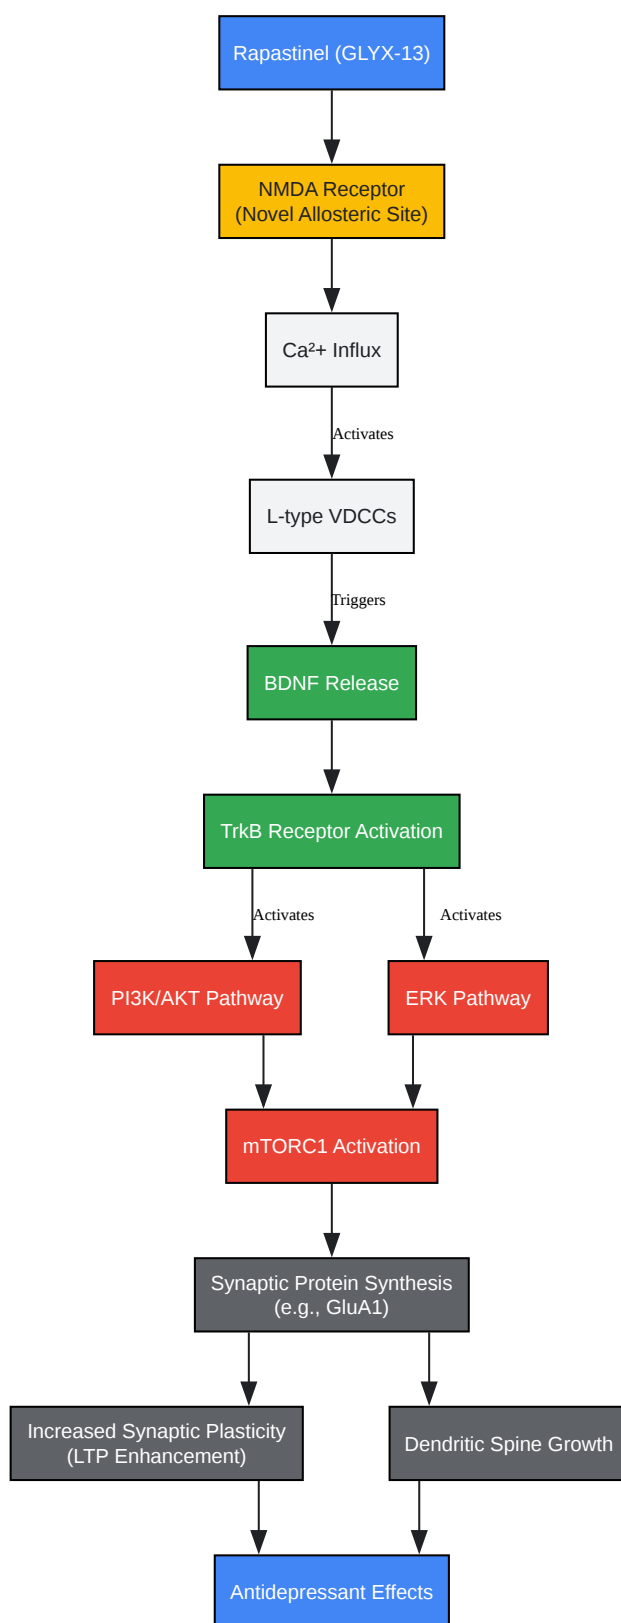 Rapastinel (GLYX-13)
NMDA Receptor
(Novel Allosteric Site)
Ca²+ Influx
Activates
L-type VDCCs
Triggers
BDNF Release
TrkB Receptor Activation
Activates
Activates
PI3K/AKT Pathway
ERK Pathway
mTORC1 Activation
Synaptic Protein Synthesis
(e.g., GluA1)
Increased Synaptic Plasticity
(LTP Enhancement)
Dendritic Spine Growth
Antidepressant Effects